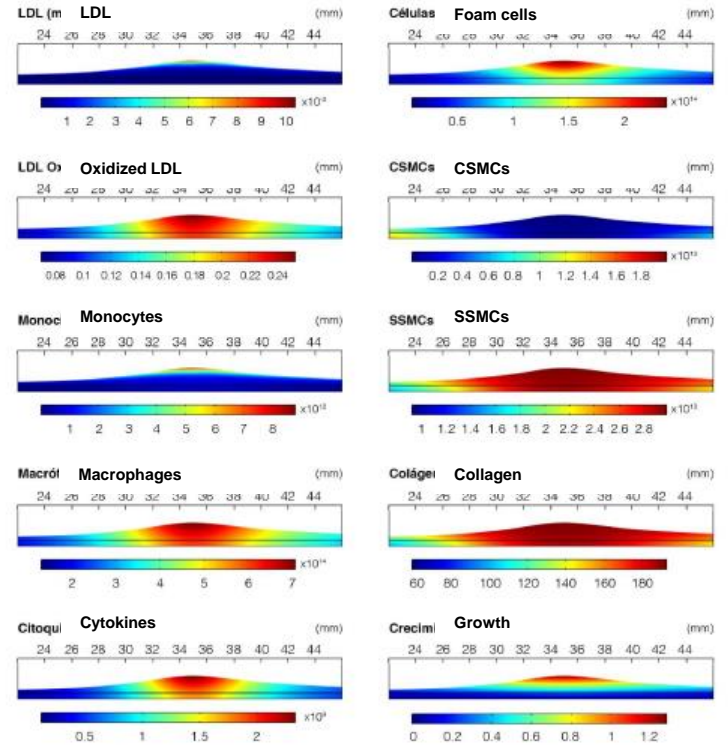 LDL (m LDL (mm)
24 26 28 30 32 34 36 38 40 42 44
x10⁻³
1 2 3 4 5 6 7 8 9 10
LDL Ox Oxidized LDL (mm)
24 26 28 30 32 34 36 38 40 42 44
0.08 0.1 0.12 0.14 0.16 0.18 0.2 0.22 0.24
Monoc Monocytes (mm)
24 26 28 30 32 34 36 38 40 42 44
x10¹²
1 2 3 4 5 6 7 8
Macróf Macrophages (mm)
24 26 28 30 32 34 36 38 40 42 44
x10¹⁴
2 3 4 5 6 7
Citoqui Cytokines (mm)
24 26 28 30 32 34 36 38 40 42 44
x10⁹
0.5 1 1.5 2
Células Foam cells (mm)
24 26 28 30 32 34 36 38 40 42 44
x10¹⁴
0.5 1 1.5 2
CSMCs CSMCs (mm)
24 26 28 30 32 34 36 38 40 42 44
x10¹³
0.2 0.4 0.6 0.8 1 1.2 1.4 1.6 1.8
SSMCs SSMCs (mm)
24 26 28 30 32 34 36 38 40 42 44
x10¹³
1 1.2 1.4 1.6 1.8 2 2.2 2.4 2.6 2.8
Coláge Collagen (mm)
24 26 28 30 32 34 36 38 40 42 44
60 80 100 120 140 160 180
Crecimi Growth (mm)
24 26 28 30 32 34 36 38 40 42 44
0 0.2 0.4 0.6 0.8 1 1.2